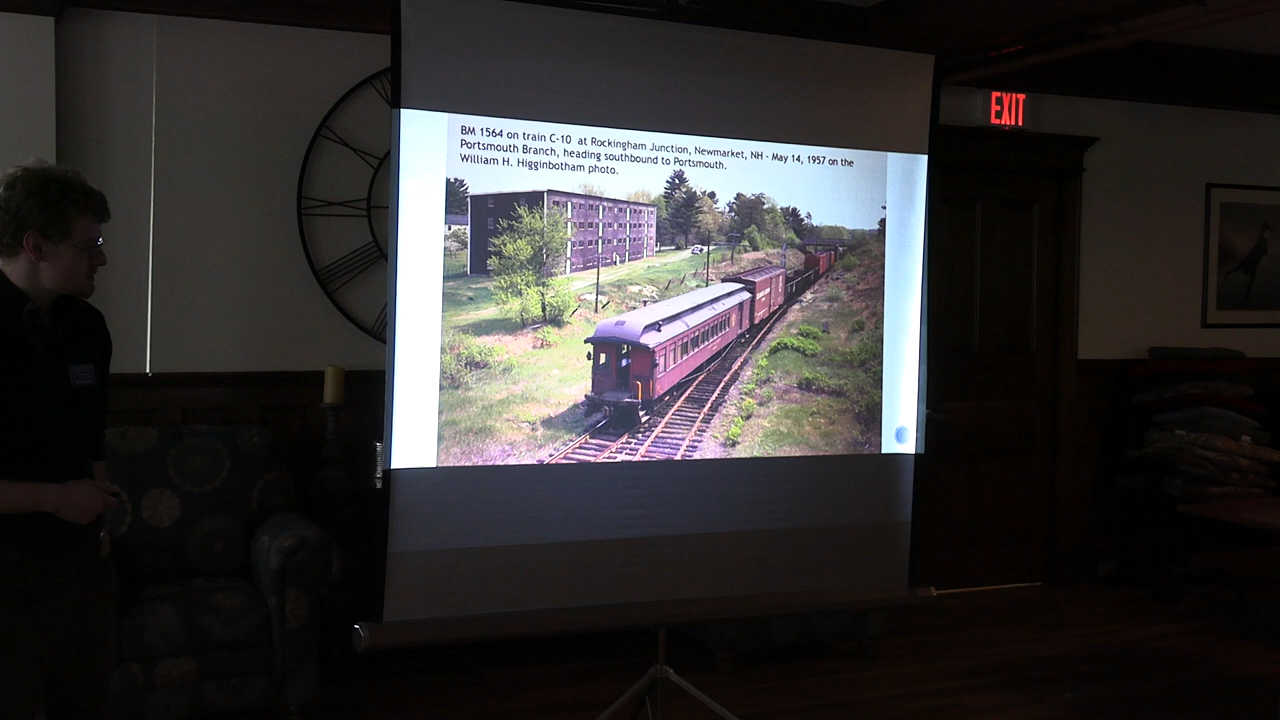 BM 1564 on train C-10 at Rockingham Junction, Newmarket, NH - May 14, 1957 on the
Portsmouth Branch, heading southbound to Portsmouth.
William H. Higginbotham photo.
EXIT